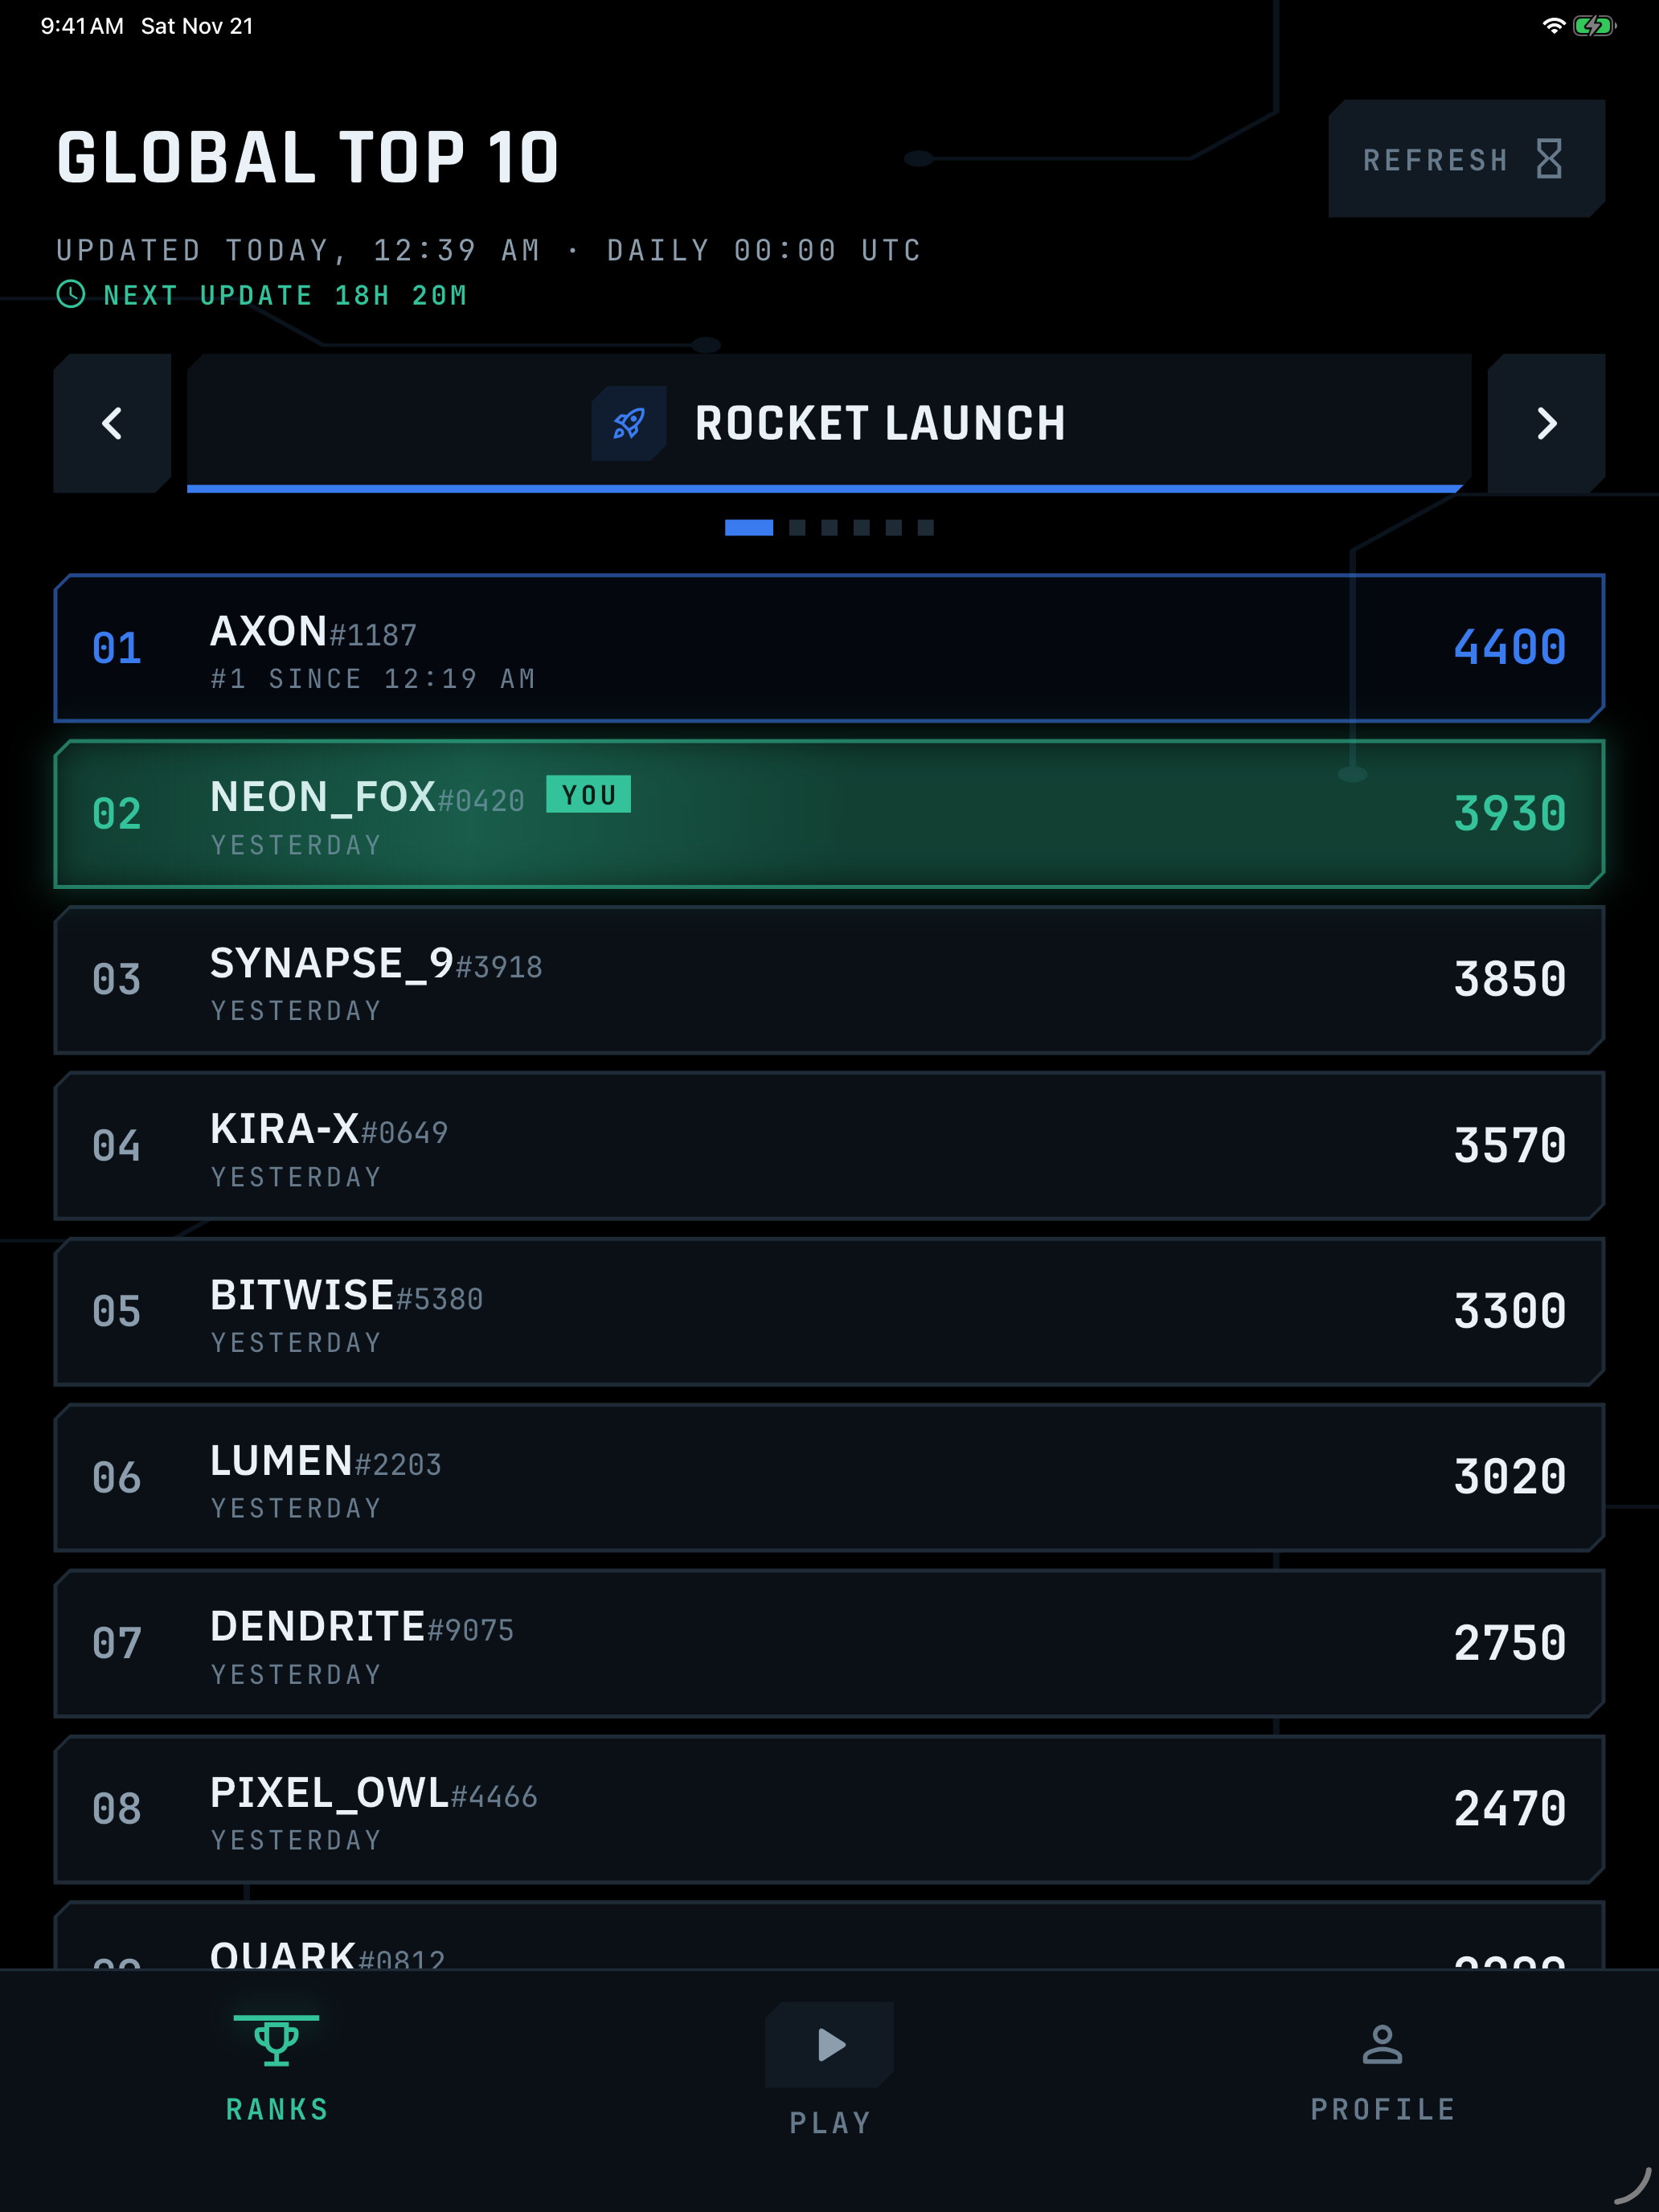 9:41 AM Sat Nov 21
GLOBAL TOP 10
REFRESH
UPDATED TODAY, 12:39 AM · DAILY 00:00 UTC
NEXT UPDATE 18H 20M
ROCKET LAUNCH
01 AXON#1187 4400
#1 SINCE 12:19 AM
02 NEON_FOX#0420 YOU 3930
YESTERDAY
03 SYNAPSE_9#3918 3850
YESTERDAY
04 KIRA-X#0649 3570
YESTERDAY
05 BITWISE#5380 3300
YESTERDAY
06 LUMEN#2203 3020
YESTERDAY
07 DENDRITE#9075 2750
YESTERDAY
08 PIXEL_OWL#4466 2470
YESTERDAY
QUARK#0812
RANKS PLAY PROFILE